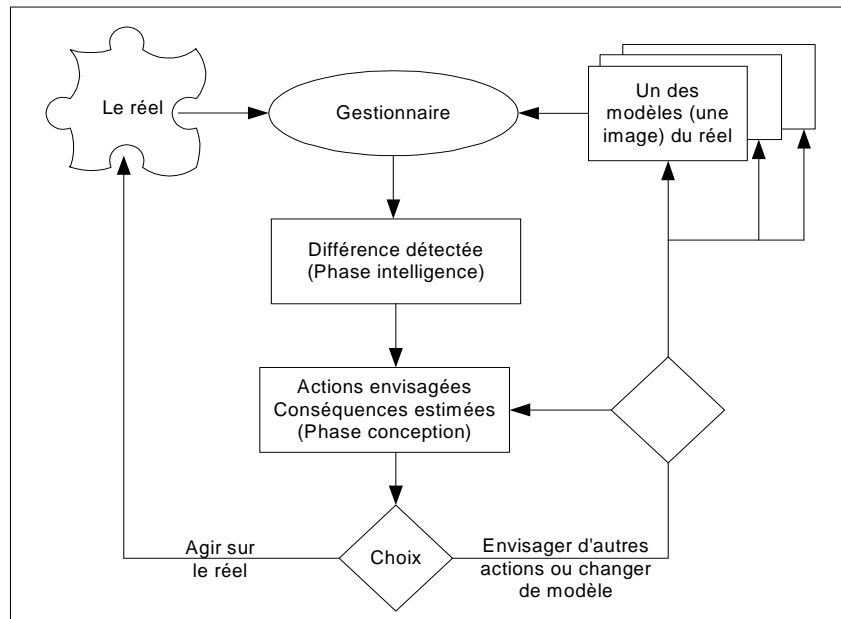 Le réel
Gestionnaire
Un des
modèles (une
image) du réel
Différence détectée
(Phase intelligence)
Actions envisagées
Conséquences estimées
(Phase conception)
Agir sur
le réel
Choix
Envisager d'autres
actions ou changer
de modèle